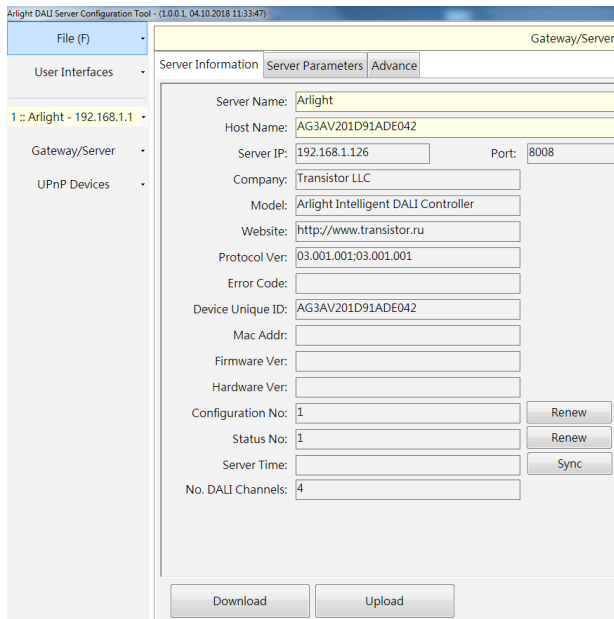 Arlight DALI Server Configuration Tool - (1.0.0.1, 04.10.2018 11:33:47)
File (F)
Gateway/Server
User Interfaces
Server Information Server Parameters Advance
1 :: Arlight - 192.168.1.1
Gateway/Server
UPnP Devices
Server Name: Arlight
Host Name: AG3AV201D91ADE042
Server IP: 192.168.1.126 Port: 8008
Company: Transistor LLC
Model: Arlight Intelligent DALI Controller
Website: http://www.transistor.ru
Protocol Ver: 03.001.001;03.001.001
Error Code:
Device Unique ID: AG3AV201D91ADE042
Mac Addr:
Firmware Ver:
Hardware Ver:
Configuration No: 1 Renew
Status No: 1 Renew
Server Time: Sync
No. DALI Channels: 4
Download Upload